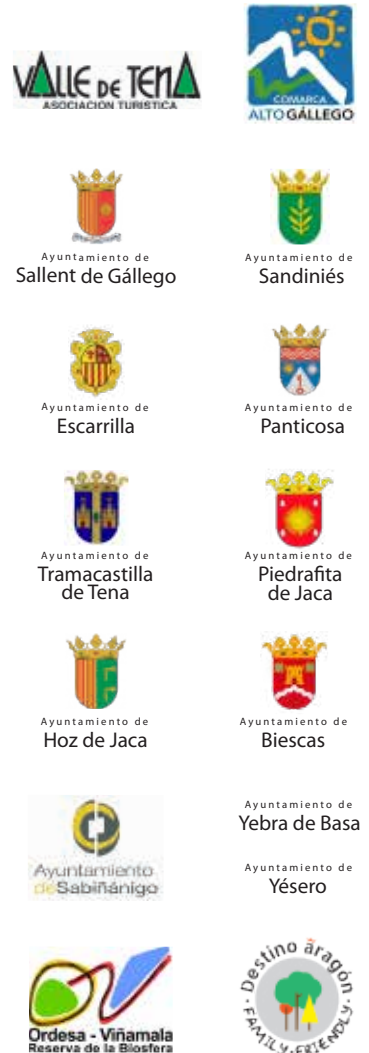 VALLE DE TENA
ASOCIACION TURISTICA
COMARCA
ALTO GÁLLEGO
Ayuntamiento de
Sallent de Gállego
Ayuntamiento de
Sandiniés
Ayuntamiento de
Escarrilla
Ayuntamiento de
Panticosa
Ayuntamiento de
Tramacastilla
de Tena
Ayuntamiento de
Piedrafita
de Jaca
Ayuntamiento de
Hoz de Jaca
Ayuntamiento de
Biescas
Ayuntamiento
deSabiñánigo
Ayuntamiento de
Yebra de Basa
Ayuntamiento de
Yésero
Ordesa - Viñamala
Reserva de la Biosfera
· Destino aragón ·
FAMILY-FRIENDLY